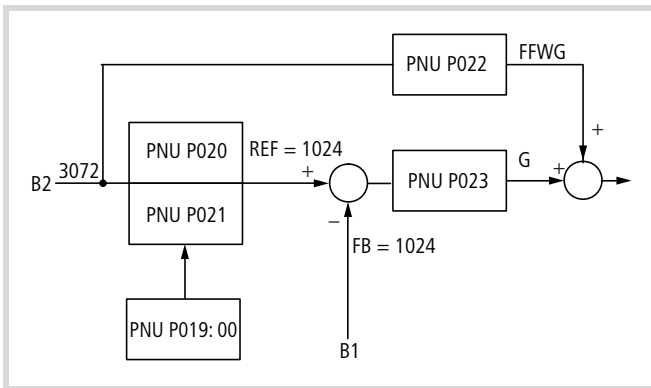 PNU P022
FFWG
+
3072
B2
PNU P020
PNU P021
REF = 1024
+
−
PNU P023
G
+
FB = 1024
PNU P019: 00
B1